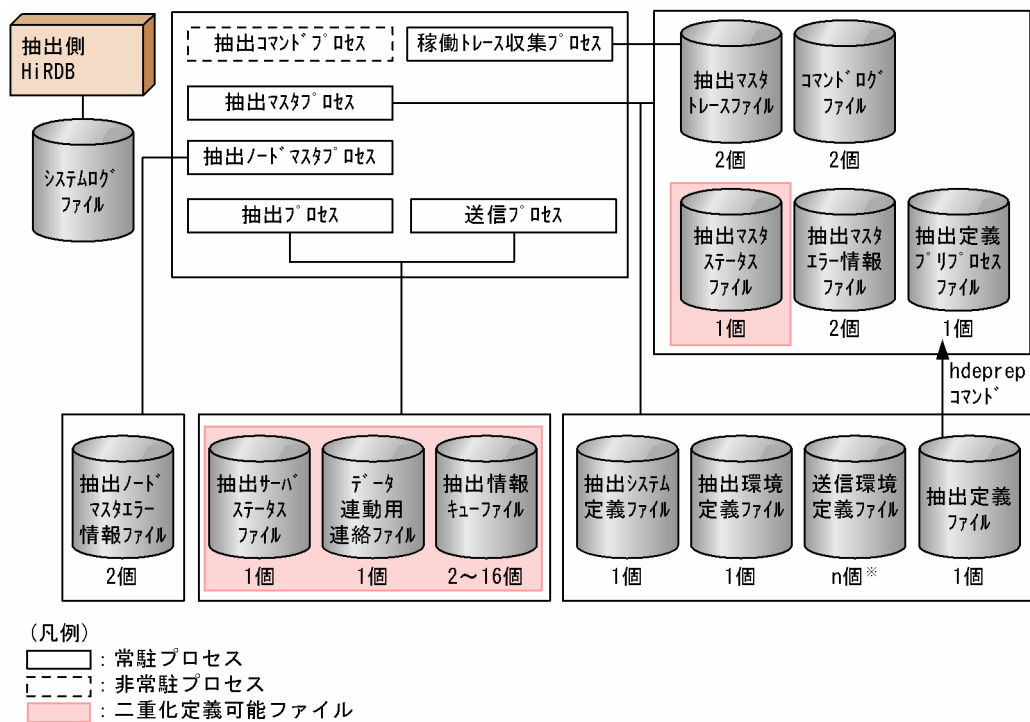 抽出側
HiRDB
システムログ
ファイル
抽出コマンドプロセス
稼働トレース収集プロセス
抽出マスタプロセス
抽出ノードマスタプロセス
抽出プロセス
送信プロセス
抽出マスタ
トレースファイル
2個
コマンドログ
ファイル
2個
抽出マスタ
ステータス
ファイル
1個
抽出マスタ
エラー情報
ファイル
2個
抽出定義
プリプロセス
ファイル
1個
hdeprep
コマンド
抽出ノード
マスタエラー
情報ファイル
2個
抽出サーバ
ステータス
ファイル
1個
データ
連動用
連絡ファイル
1個
抽出情報
キューファイル
2〜16個
抽出システム
定義ファイル
1個
抽出環境
定義ファイル
1個
送信環境
定義ファイル
n個※
抽出定義
ファイル
1個
(凡例)
：常駐プロセス
：非常駐プロセス
：二重化定義可能ファイル